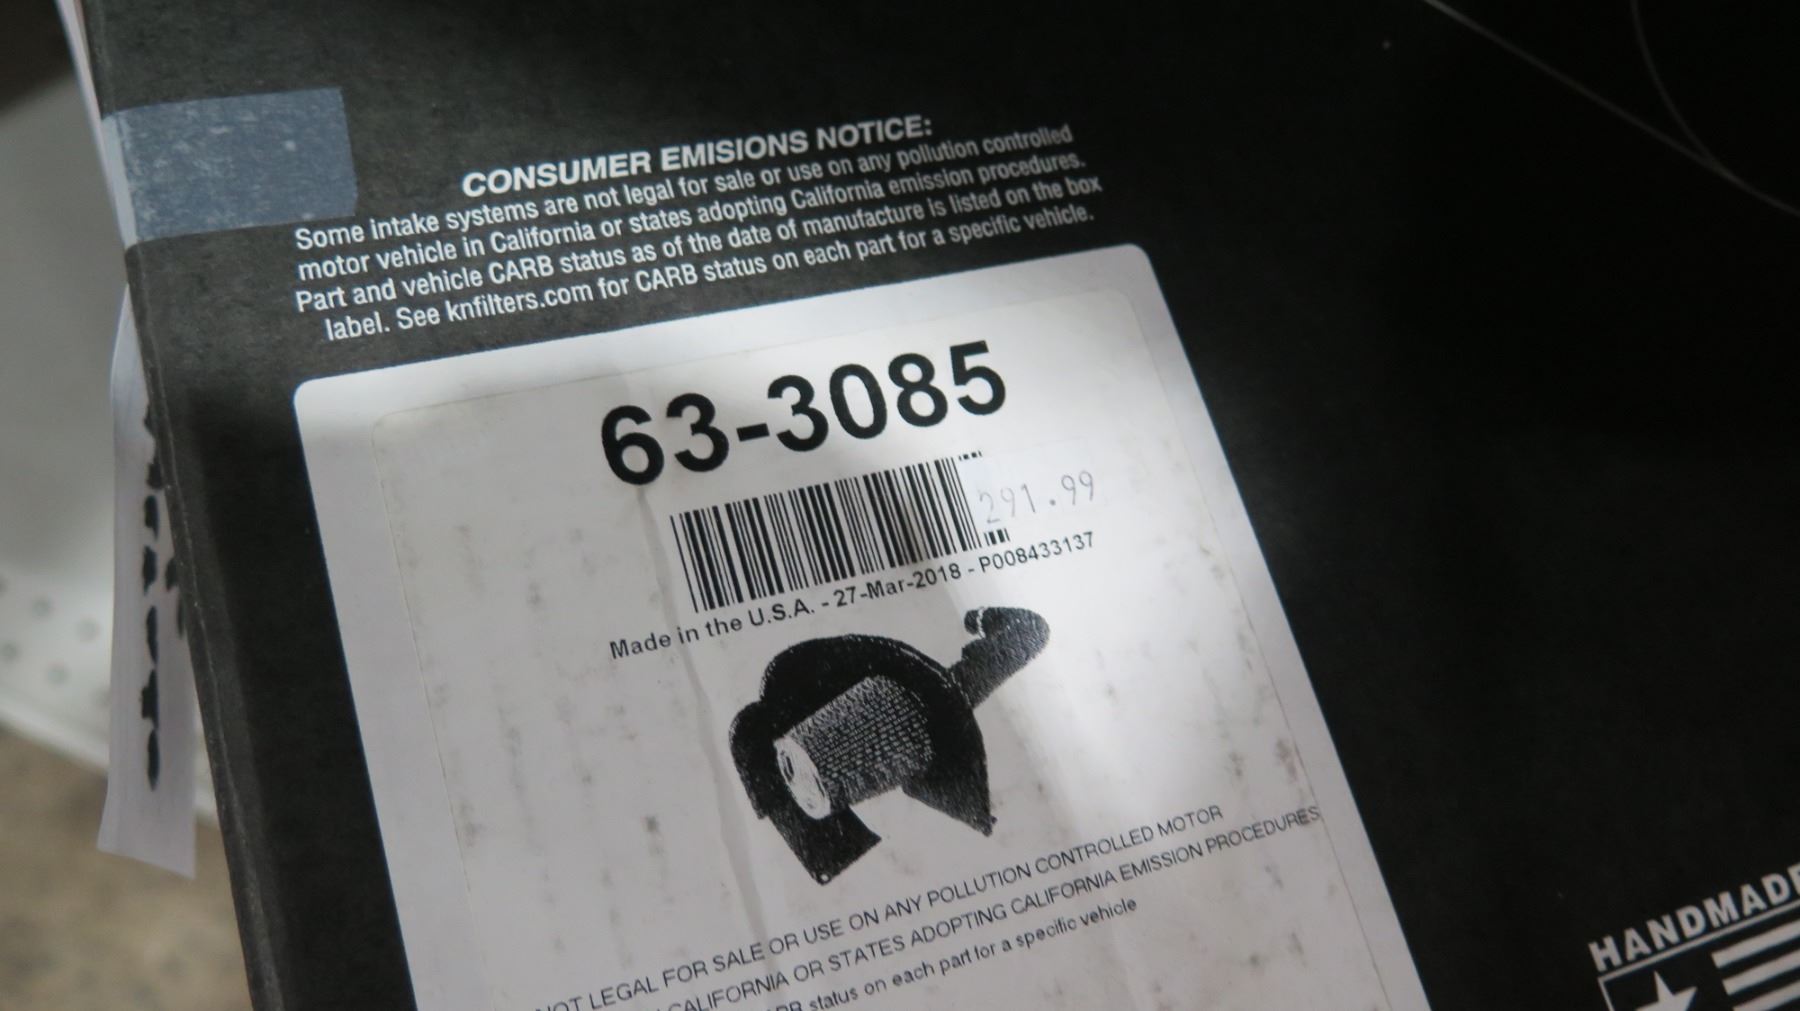 CONSUMER EMISIONS NOTICE:
Some intake systems are not legal for sale or use on any pollution controlled
motor vehicle in California or states adopting California emission procedures.
Part and vehicle CARB status as of the date of manufacture is listed on the box
label. See knfilters.com for CARB status on each part for a specific vehicle.
63-3085
291.99
Made in the U.S.A. - 27-Mar-2018 - P008433137
NOT LEGAL FOR SALE OR USE ON ANY POLLUTION CONTROLLED MOTOR
CALIFORNIA OR STATES ADOPTING CALIFORNIA EMISSION PROCEDURES
status on each part for a specific vehicle
HANDMADE